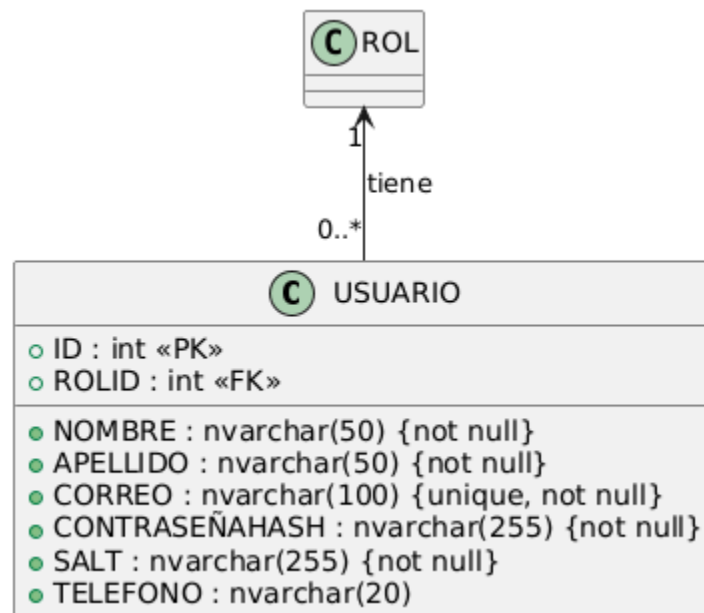 C ROL
1
tiene
0..*
C USUARIO
ID : int «PK»
ROLID : int «FK»
NOMBRE : nvarchar(50) {not null}
APELLIDO : nvarchar(50) {not null}
CORREO : nvarchar(100) {unique, not null}
CONTRASEÑAHASH : nvarchar(255) {not null}
SALT : nvarchar(255) {not null}
TELEFONO : nvarchar(20)